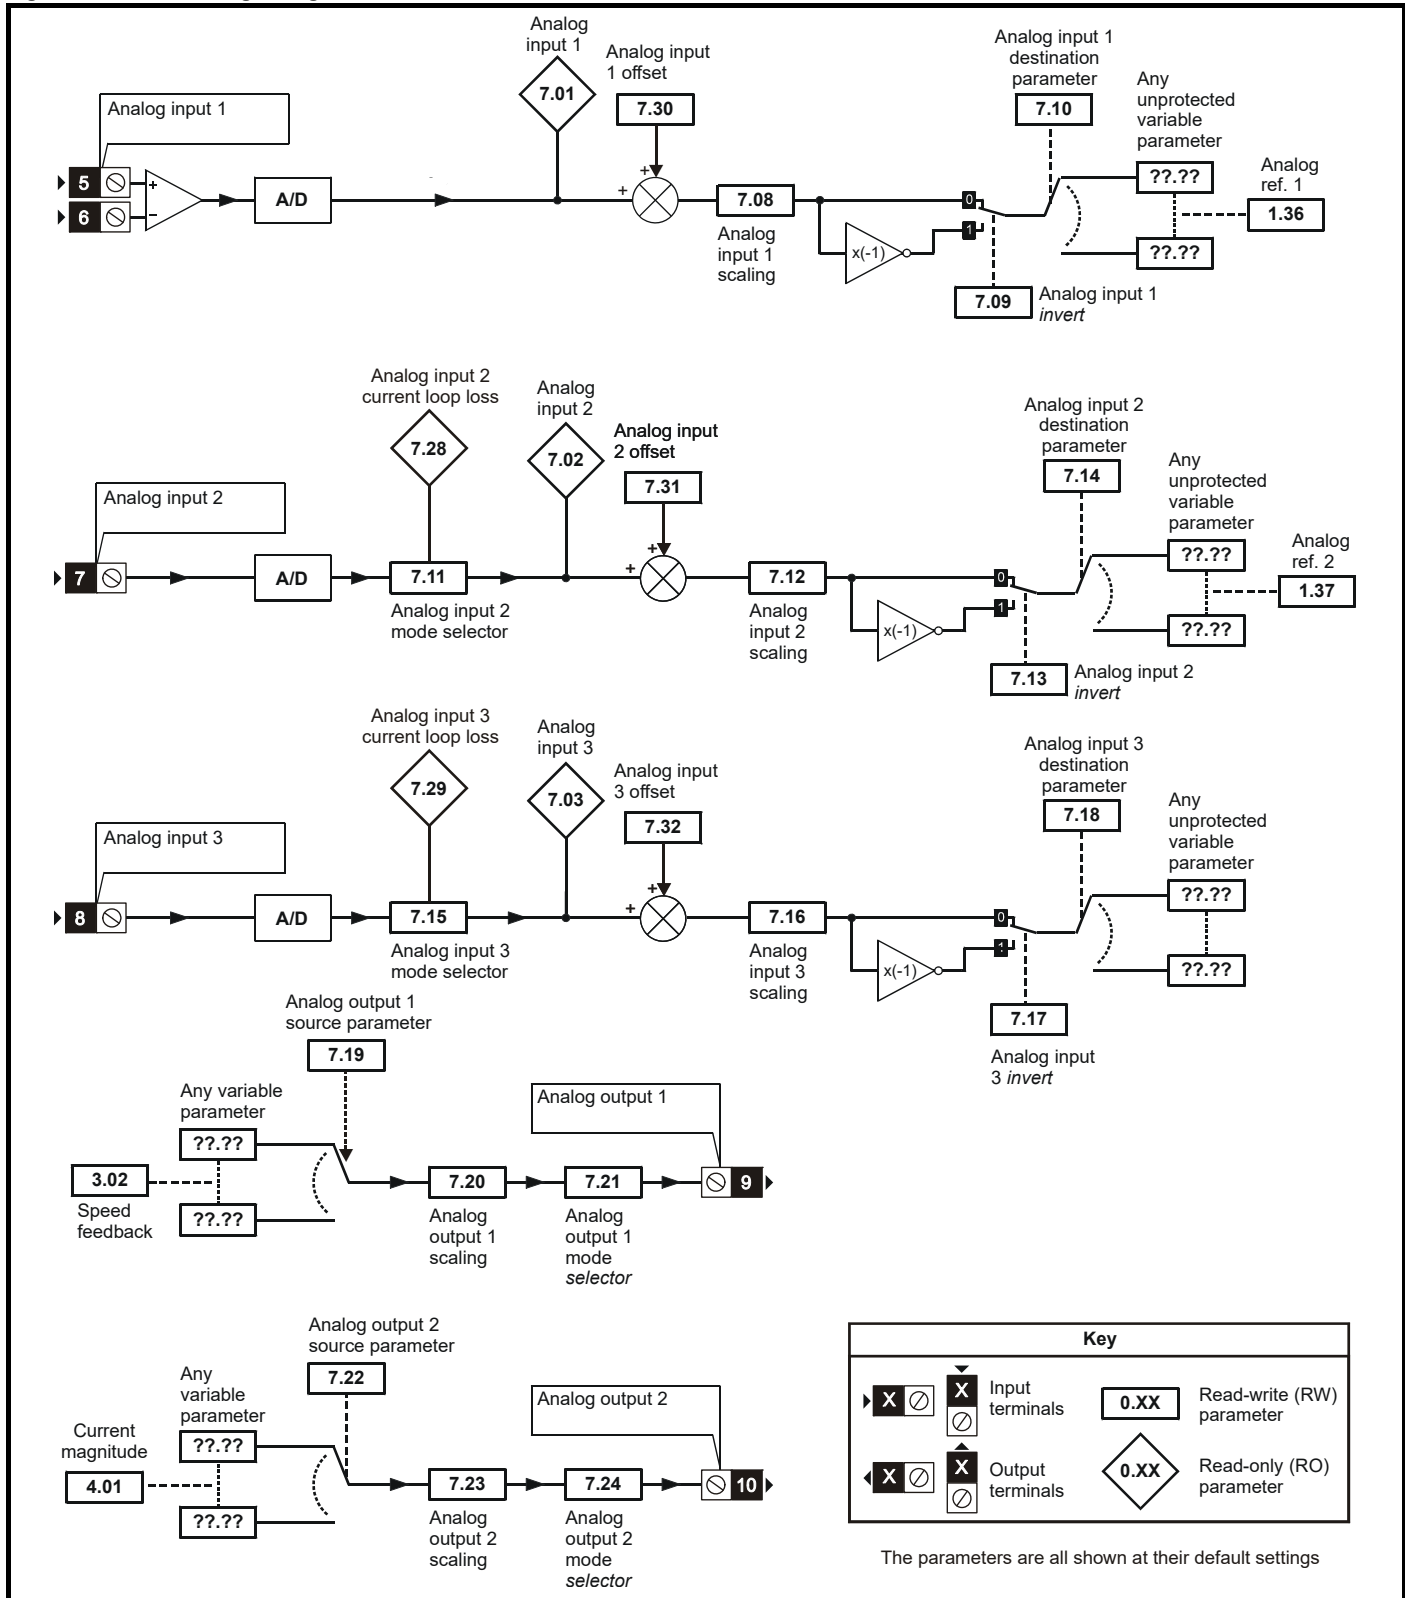 Analog
input 1
Analog input
1 offset
Analog input 1
destination
parameter
Any
unprotected
variable
parameter
Analog input 1
7.01
7.30
7.10
5
6
+
−
A/D
+
+
7.08
Analog
input 1
scaling
x(-1)
0
1
7.09
Analog input 1
invert
??.??
??.??
Analog
ref. 1
1.36
Analog input 2
current loop loss
Analog
input 2
Analog input
2 offset
Analog input 2
destination
parameter
Any
unprotected
variable
parameter
7.28
7.02
7.31
7.14
Analog input 2
7
A/D
7.11
Analog input 2
mode selector
+
+
7.12
Analog
input 2
scaling
x(-1)
0
1
7.13
Analog input 2
invert
??.??
??.??
Analog
ref. 2
1.37
Analog input 3
current loop loss
Analog
input 3
Analog input
3 offset
Analog input 3
destination
parameter
Any
unprotected
variable
parameter
7.29
7.03
7.32
7.18
Analog input 3
8
A/D
7.15
Analog input 3
mode selector
+
+
7.16
Analog
input 3
scaling
x(-1)
0
1
7.17
Analog input
3 invert
??.??
??.??
Analog output 1
source parameter
7.19
Any variable
parameter
??.??
??.??
3.02
Speed
feedback
7.20
Analog
output 1
scaling
7.21
Analog
output 1
mode
selector
Analog output 1
9
Analog output 2
source parameter
7.22
Any
variable
parameter
??.??
??.??
Current
magnitude
4.01
7.23
Analog
output 2
scaling
7.24
Analog
output 2
mode
selector
Analog output 2
10
Key
X
X
Input
terminals
0.XX
Read-write (RW)
parameter
X
X
Output
terminals
0.XX
Read-only (RO)
parameter
The parameters are all shown at their default settings